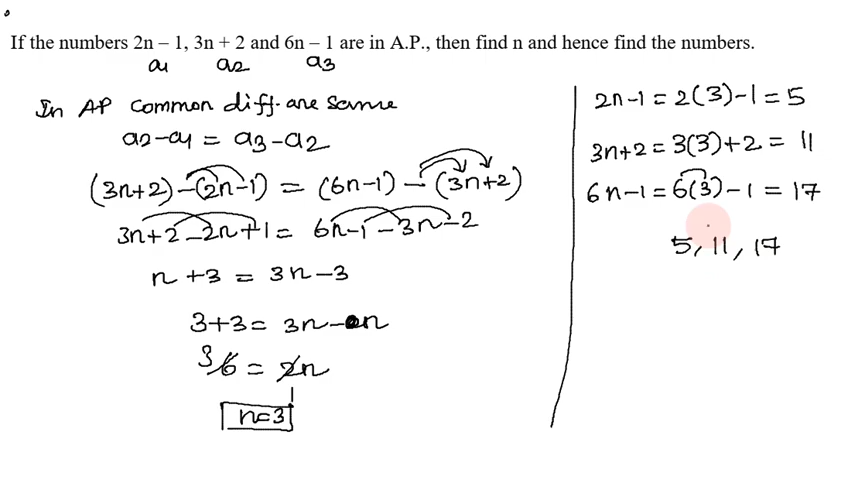 If the numbers 2n – 1, 3n + 2 and 6n – 1 are in A.P., then find n and hence find the numbers.
a1 a2 a3
In AP common diff. are same
a2-a1 = a3-a2
(3n+2)-(2n-1) = (6n-1)-(3n+2)
3n+2-2n+1 = 6n-1-3n-2
n+3 = 3n-3
3+3 = 3n-n
3
6 = 2n
1
n=3
2n-1 = 2(3)-1 = 5
3n+2 = 3(3)+2 = 11
6n-1 = 6(3)-1 = 17
5, 11, 17